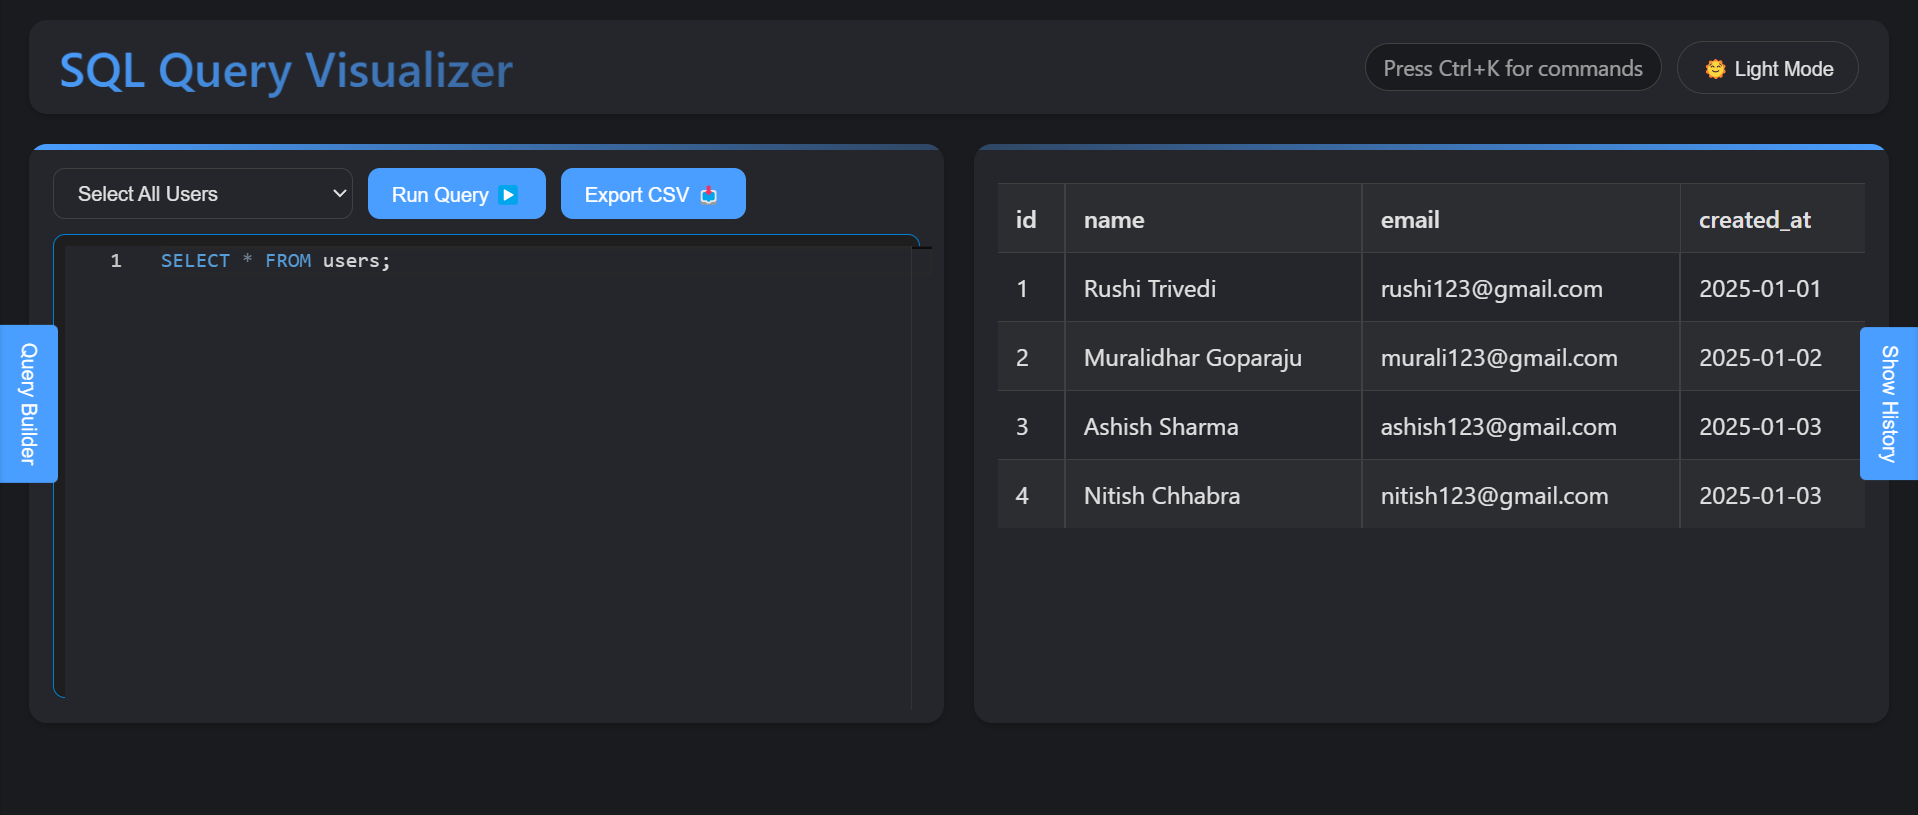 SQL Query Visualizer
Press Ctrl+K for commands
Light Mode
Select All Users
Run Query
Export CSV
1 SELECT * FROM users;
Query Builder
id name email created_at
1 Rushi Trivedi rushi123@gmail.com 2025-01-01
2 Muralidhar Goparaju murali123@gmail.com 2025-01-02
3 Ashish Sharma ashish123@gmail.com 2025-01-03
4 Nitish Chhabra nitish123@gmail.com 2025-01-03
Show History